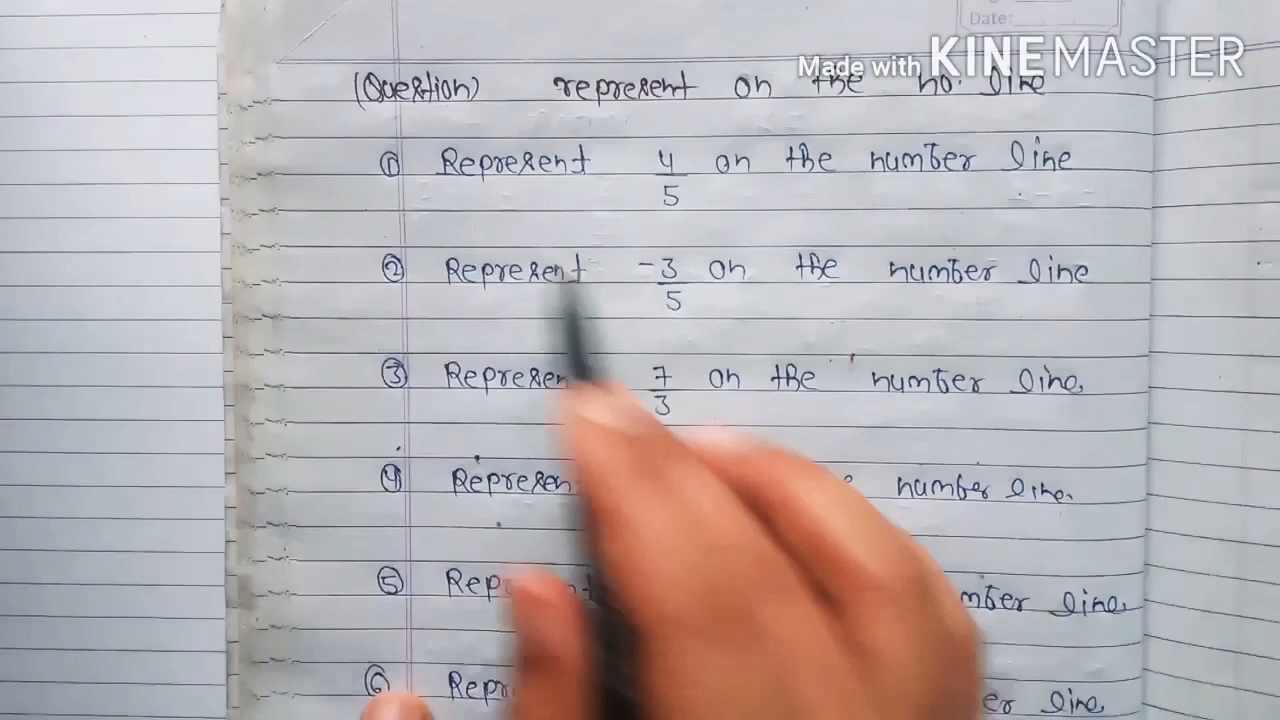 Date:
Made with KINEMASTER
(Question) represent on the no. line
① Represent 4/5 on the number line
② Represent -3/5 on the number line
③ Represen 7/3 on the number line.
④ Represen number line.
⑤ Rep nt mber line.
⑥ Repr er line.